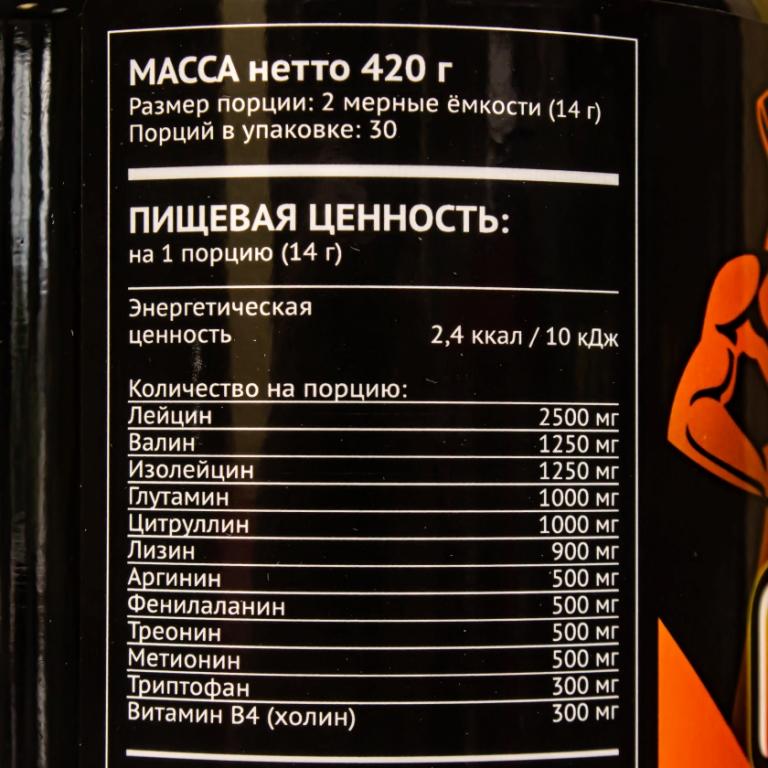 МАССА нетто 420 г
Размер порции: 2 мерные ёмкости (14 г)
Порций в упаковке: 30
ПИЩЕВАЯ ЦЕННОСТЬ:
на 1 порцию (14 г)
Энергетическая
ценность 2,4 ккал / 10 кДж
Количество на порцию:
Лейцин 2500 мг
Валин 1250 мг
Изолейцин 1250 мг
Глутамин 1000 мг
Цитруллин 1000 мг
Лизин 900 мг
Аргинин 500 мг
Фенилаланин 500 мг
Треонин 500 мг
Метионин 500 мг
Триптофан 300 мг
Витамин B4 (холин) 300 мг